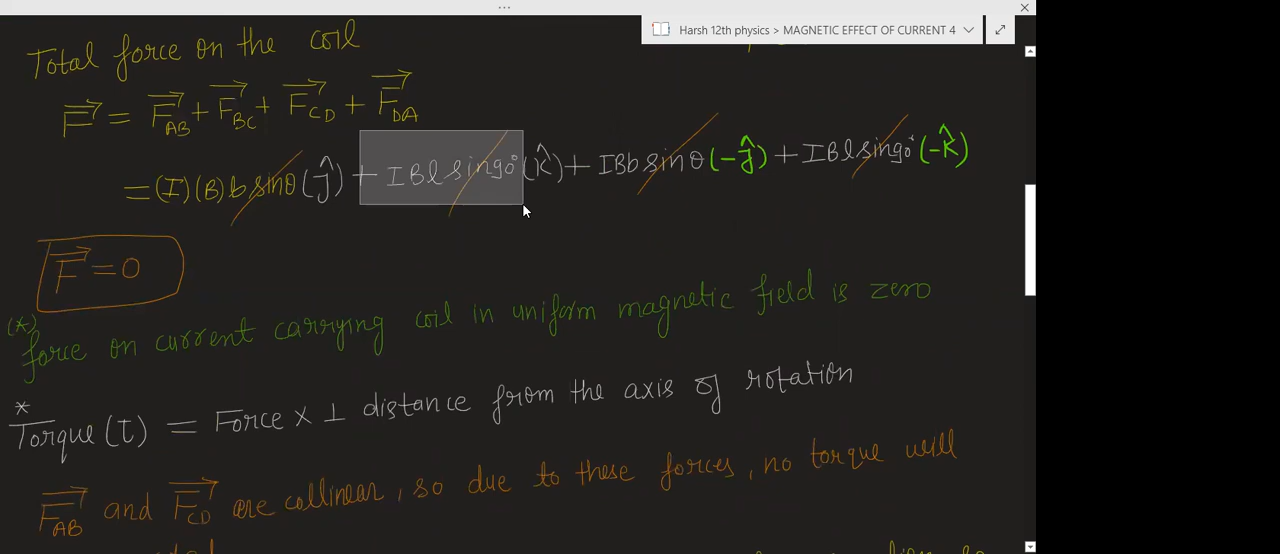 Harsh 12th physics > MAGNETIC EFFECT OF CURRENT 4
Total force on the coil
F = F_AB + F_BC + F_CD + F_DA
= (I)(B) b sinθ (ĵ) + IBl sin90° (k̂) + IBb sinθ (-ĵ) + IBl sin90° (-k̂)
F = 0
(*)
force on current carrying coil in uniform magnetic field is zero
*
Torque (τ) = Force × ⊥ distance from the axis of rotation
F_AB and F_CD are collinear, so due to these forces, no torque will